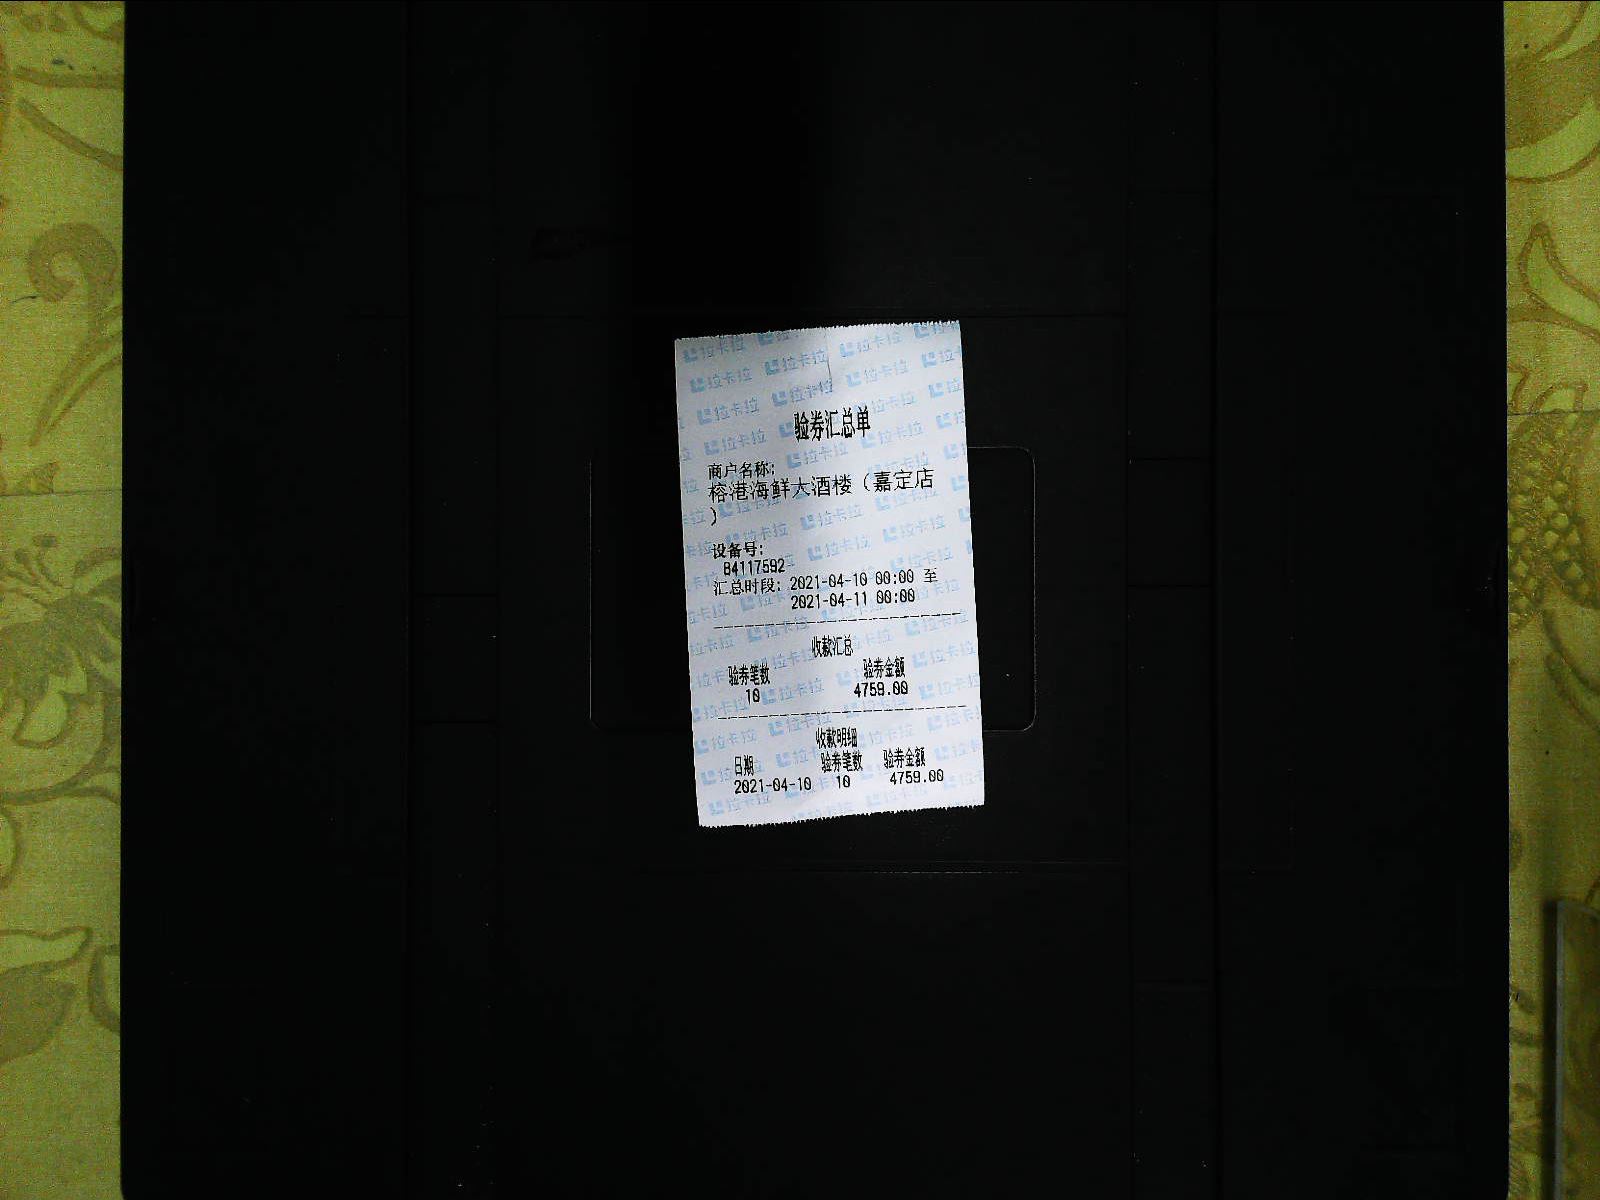 验券汇总单
商户名称:
榕港海鲜大酒楼（嘉定店
）
设备号:
84117592
汇总时段: 2021-04-10 00:00 至
2021-04-11 00:00
收款汇总
验券笔数 验券金额
10 4759.00
收款明细
日期 验券笔数 验券金额
2021-04-10 10 4759.00
拉卡拉